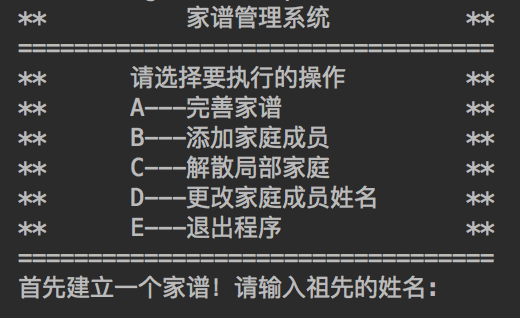 ** 家谱管理系统 **
==================================
** 请选择要执行的操作 **
** A---完善家谱 **
** B---添加家庭成员 **
** C---解散局部家庭 **
** D---更改家庭成员姓名 **
** E---退出程序 **
==================================
首先建立一个家谱！请输入祖先的姓名: